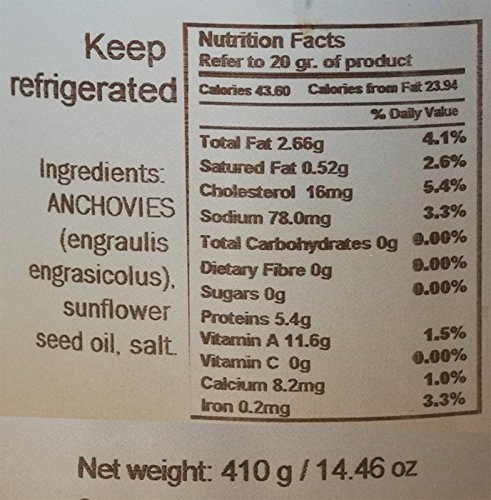 Keep
refrigerated
Ingredients:
ANCHOVIES
(engraulis
engrasicolus),
sunflower
seed oil, salt.
Nutrition Facts
Refer to 20 gr. of product
Calories 43.60 Calories from Fat 23.94
% Daily Value
Total Fat 2.66g 4.1%
Satured Fat 0.52g 2.6%
Cholesterol 16mg 5.4%
Sodium 78.0mg 3.3%
Total Carbohydrates 0g 0.00%
Dietary Fibre 0g 0.00%
Sugars 0g 0.00%
Proteins 5.4g
Vitamin A 11.6g 1.5%
Vitamin C 0g 0.00%
Calcium 8.2mg 1.0%
Iron 0.2mg 3.3%
Net weight: 410 g / 14.46 oz